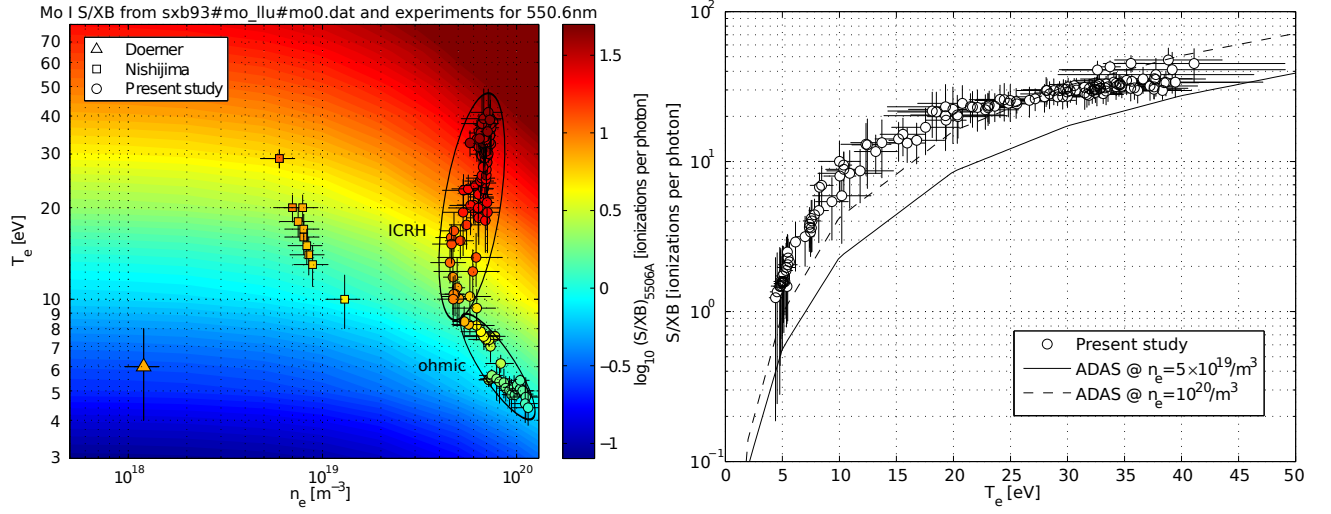 Mo I S/XB from sxb93#mo_llu#mo0.dat and experiments for 550.6nm
Doerner
Nishijima
Present study
70
60
50
40
30
20
10
9
8
7
6
5
4
3
T_e [eV]
ICRH
ohmic
10^18
10^19
10^20
n_e [m^−3]
1.5
1
0.5
0
−0.5
−1
log_10 (S/XB)_5506A [ionizations per photon]
10^2
10^1
10^0
10^-1
S/XB [ionizations per photon]
Present study
ADAS @ n_e=5×10^19/m^3
ADAS @ n_e=10^20/m^3
0 5 10 15 20 25 30 35 40 45 50
T_e [eV]